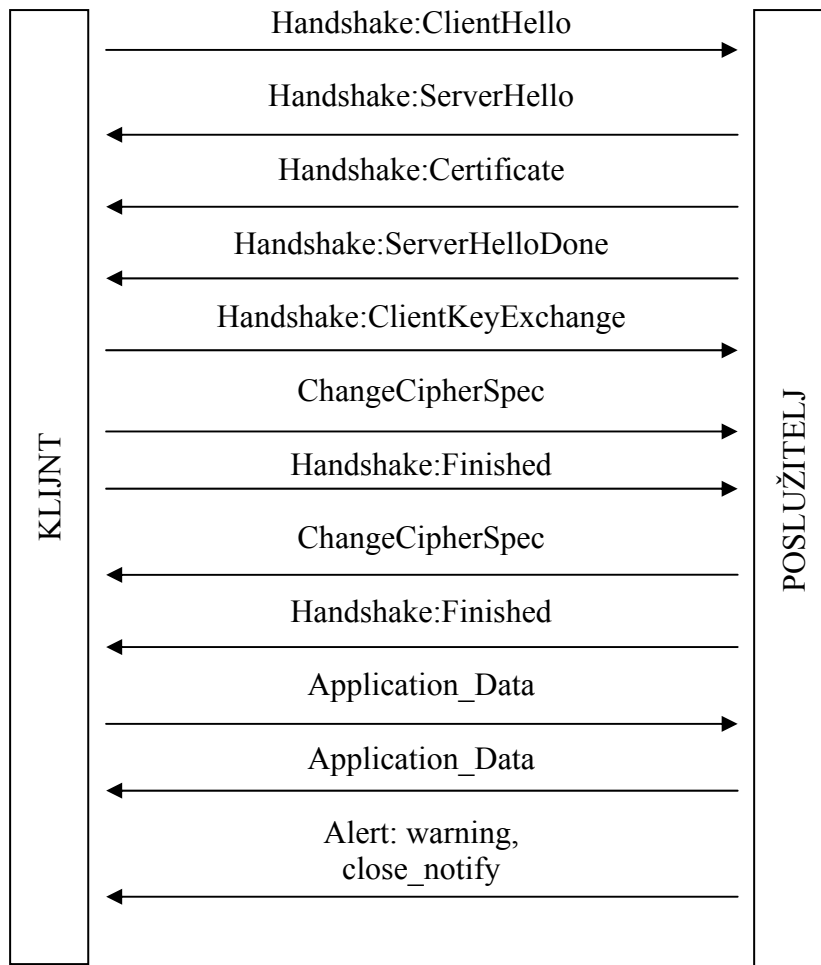 Handshake:ClientHello
Handshake:ServerHello
Handshake:Certificate
Handshake:ServerHelloDone
Handshake:ClientKeyExchange
ChangeCipherSpec
Handshake:Finished
ChangeCipherSpec
Handshake:Finished
Application_Data
Application_Data
Alert: warning,
close_notify
KLIJNT
POSLUŽITELJ